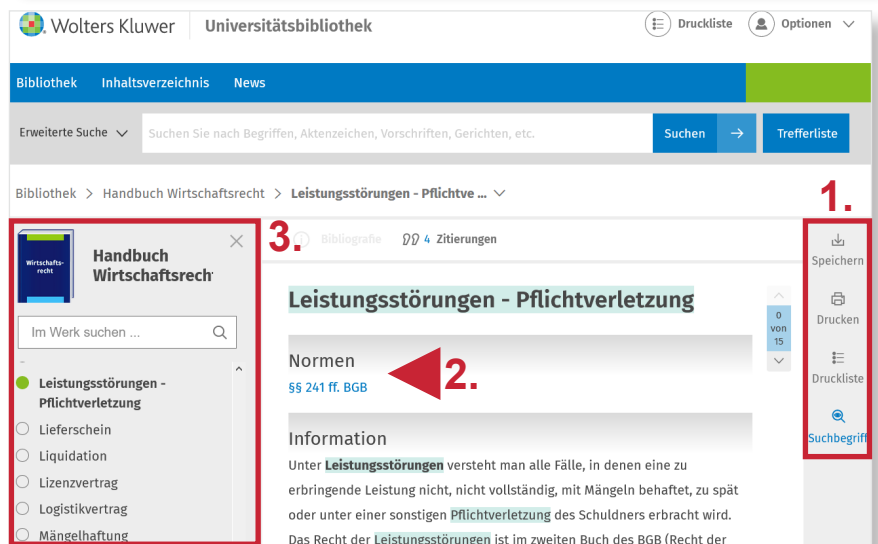 Wolters Kluwer Universitätsbibliothek Druckliste Optionen
Bibliothek Inhaltsverzeichnis News
Erweiterte Suche Suchen Sie nach Begriffen, Aktenzeichen, Vorschriften, Gerichten, etc. Suchen Trefferliste
Bibliothek > Handbuch Wirtschaftsrecht > Leistungsstörungen - Pflichtve ...
1.
3.
Wirtschafts-
recht
Handbuch
Wirtschaftsrech
Im Werk suchen ...
Leistungsstörungen -
Pflichtverletzung
Lieferschein
Liquidation
Lizenzvertrag
Logistikvertrag
Mängelhaftung
Bibliografie 4 Zitierungen
Leistungsstörungen - Pflichtverletzung
Normen
§§ 241 ff. BGB
2.
Information
Unter Leistungsstörungen versteht man alle Fälle, in denen eine zu
erbringende Leistung nicht, nicht vollständig, mit Mängeln behaftet, zu spät
oder unter einer sonstigen Pflichtverletzung des Schuldners erbracht wird.
Das Recht der Leistungsstörungen ist im zweiten Buch des BGB (Recht der
0
von
15
Speichern
Drucken
Druckliste
Suchbegriff